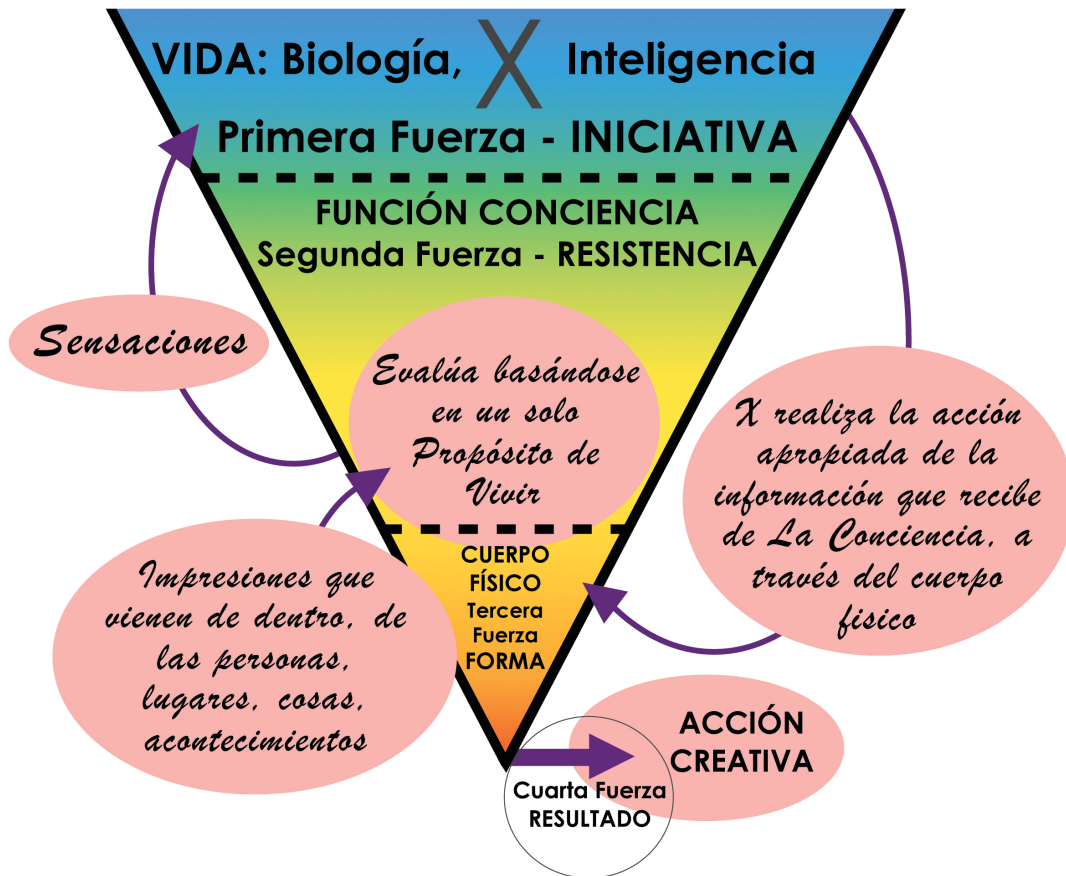 VIDA: Biología, X Inteligencia
Primera Fuerza - INICIATIVA
FUNCIÓN CONCIENCIA
Segunda Fuerza - RESISTENCIA
Sensaciones
Evalúa basándose
en un solo
Propósito de
Vivir
X realiza la acción
apropiada de la
información que recibe
de La Conciencia, a
través del cuerpo
fisico
Impresiones que
vienen de dentro, de
las personas,
lugares, cosas,
acontecimientos
CUERPO
FÍSICO
Tercera
Fuerza
FORMA
ACCIÓN
CREATIVA
Cuarta Fuerza
RESULTADO